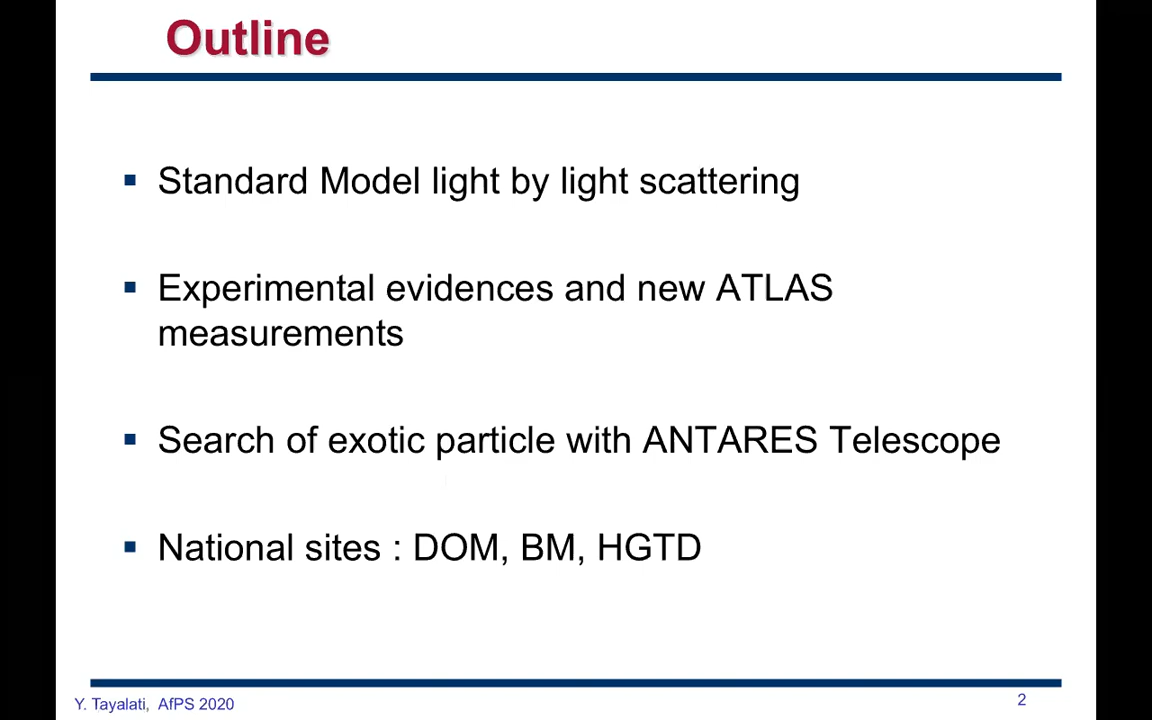 Outline
▪ Standard Model light by light scattering
▪ Experimental evidences and new ATLAS
measurements
▪ Search of exotic particle with ANTARES Telescope
▪ National sites : DOM, BM, HGTD
Y. Tayalati, AfPS 2020
2